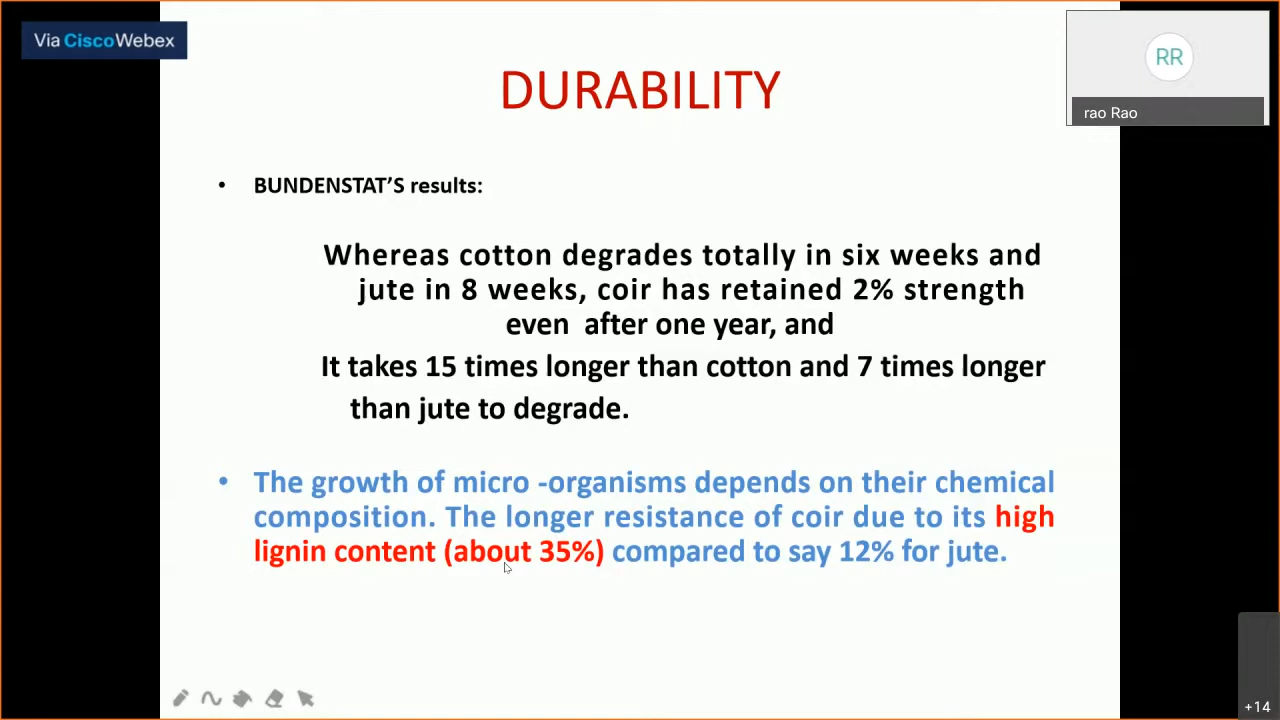 Via CiscoWebex
RR
rao Rao
DURABILITY
• BUNDENSTAT’S results:
Whereas cotton degrades totally in six weeks and
jute in 8 weeks, coir has retained 2% strength
even after one year, and
It takes 15 times longer than cotton and 7 times longer
than jute to degrade.
• The growth of micro -organisms depends on their chemical
composition. The longer resistance of coir due to its high
lignin content (about 35%) compared to say 12% for jute.
+14